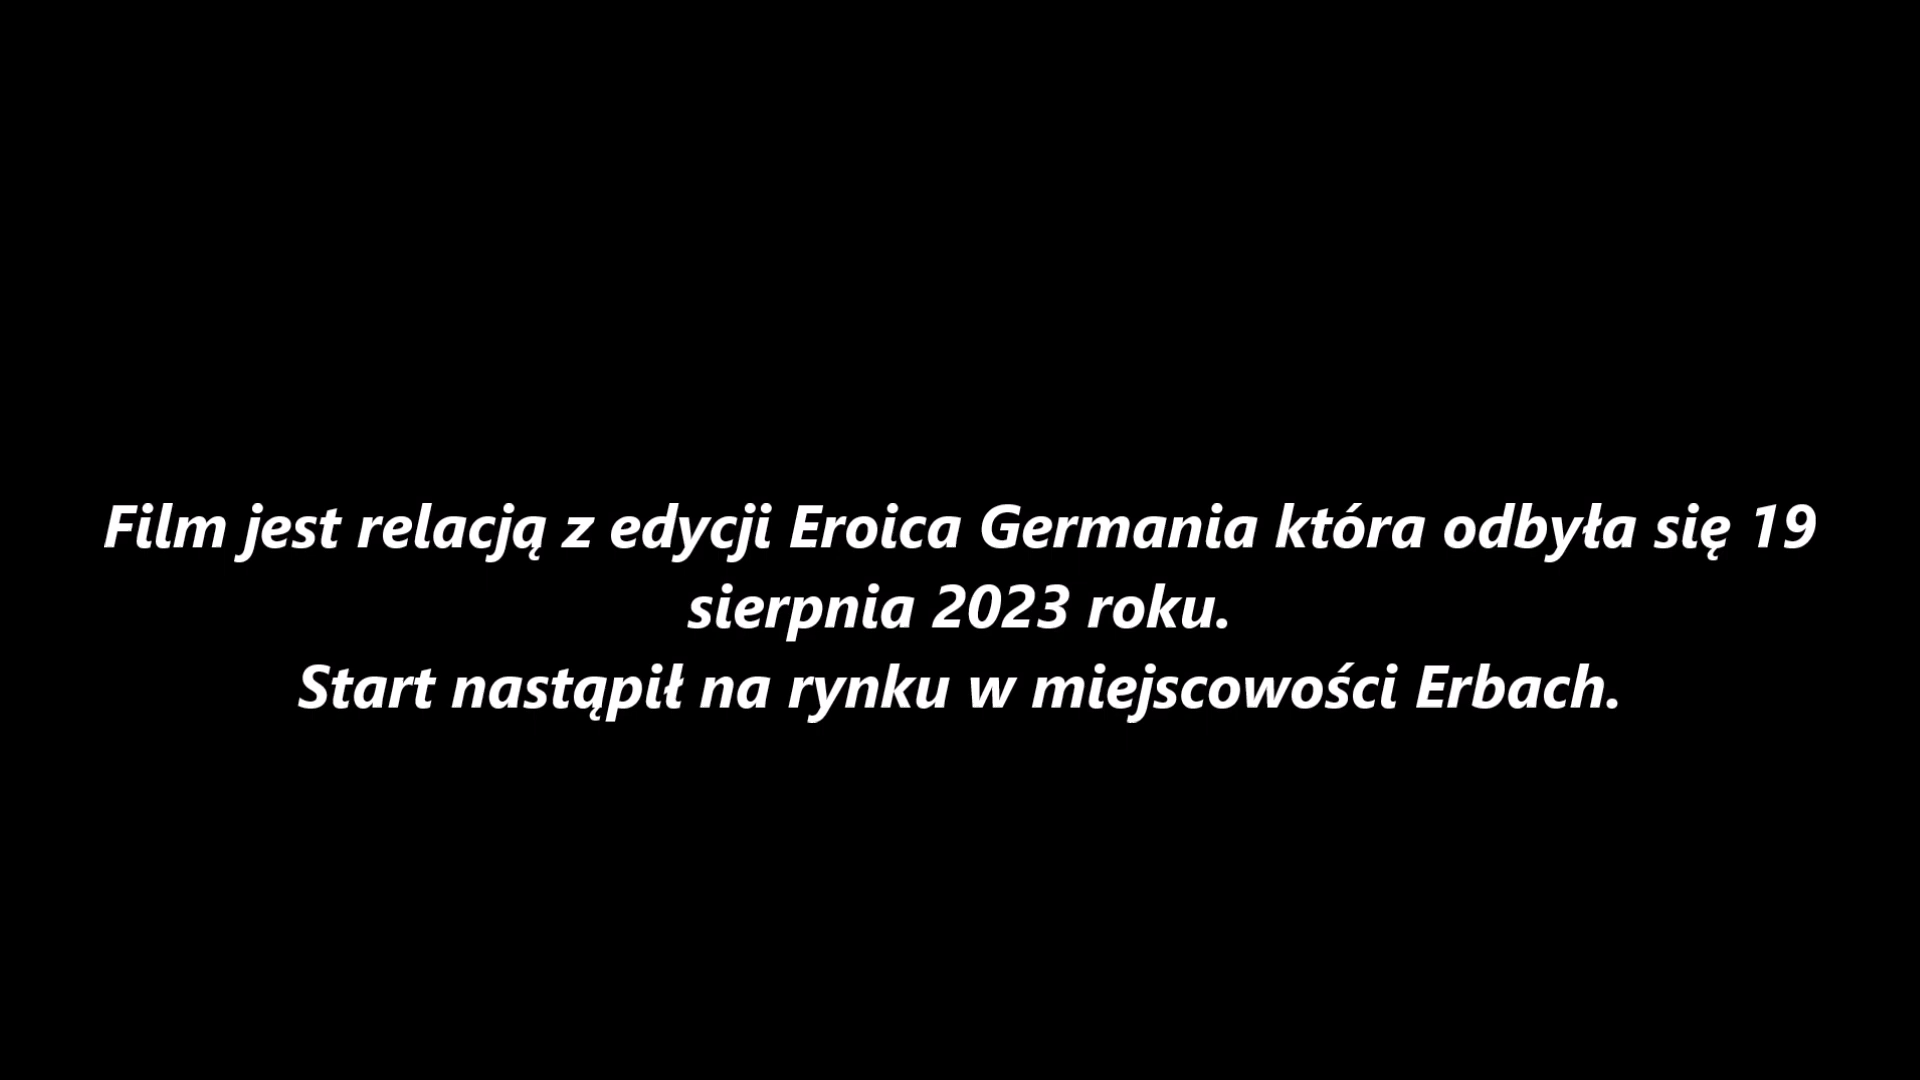 Film jest relacją z edycji Eroica Germania która odbyła się 19
sierpnia 2023 roku.
Start nastąpił na rynku w miejscowości Erbach.